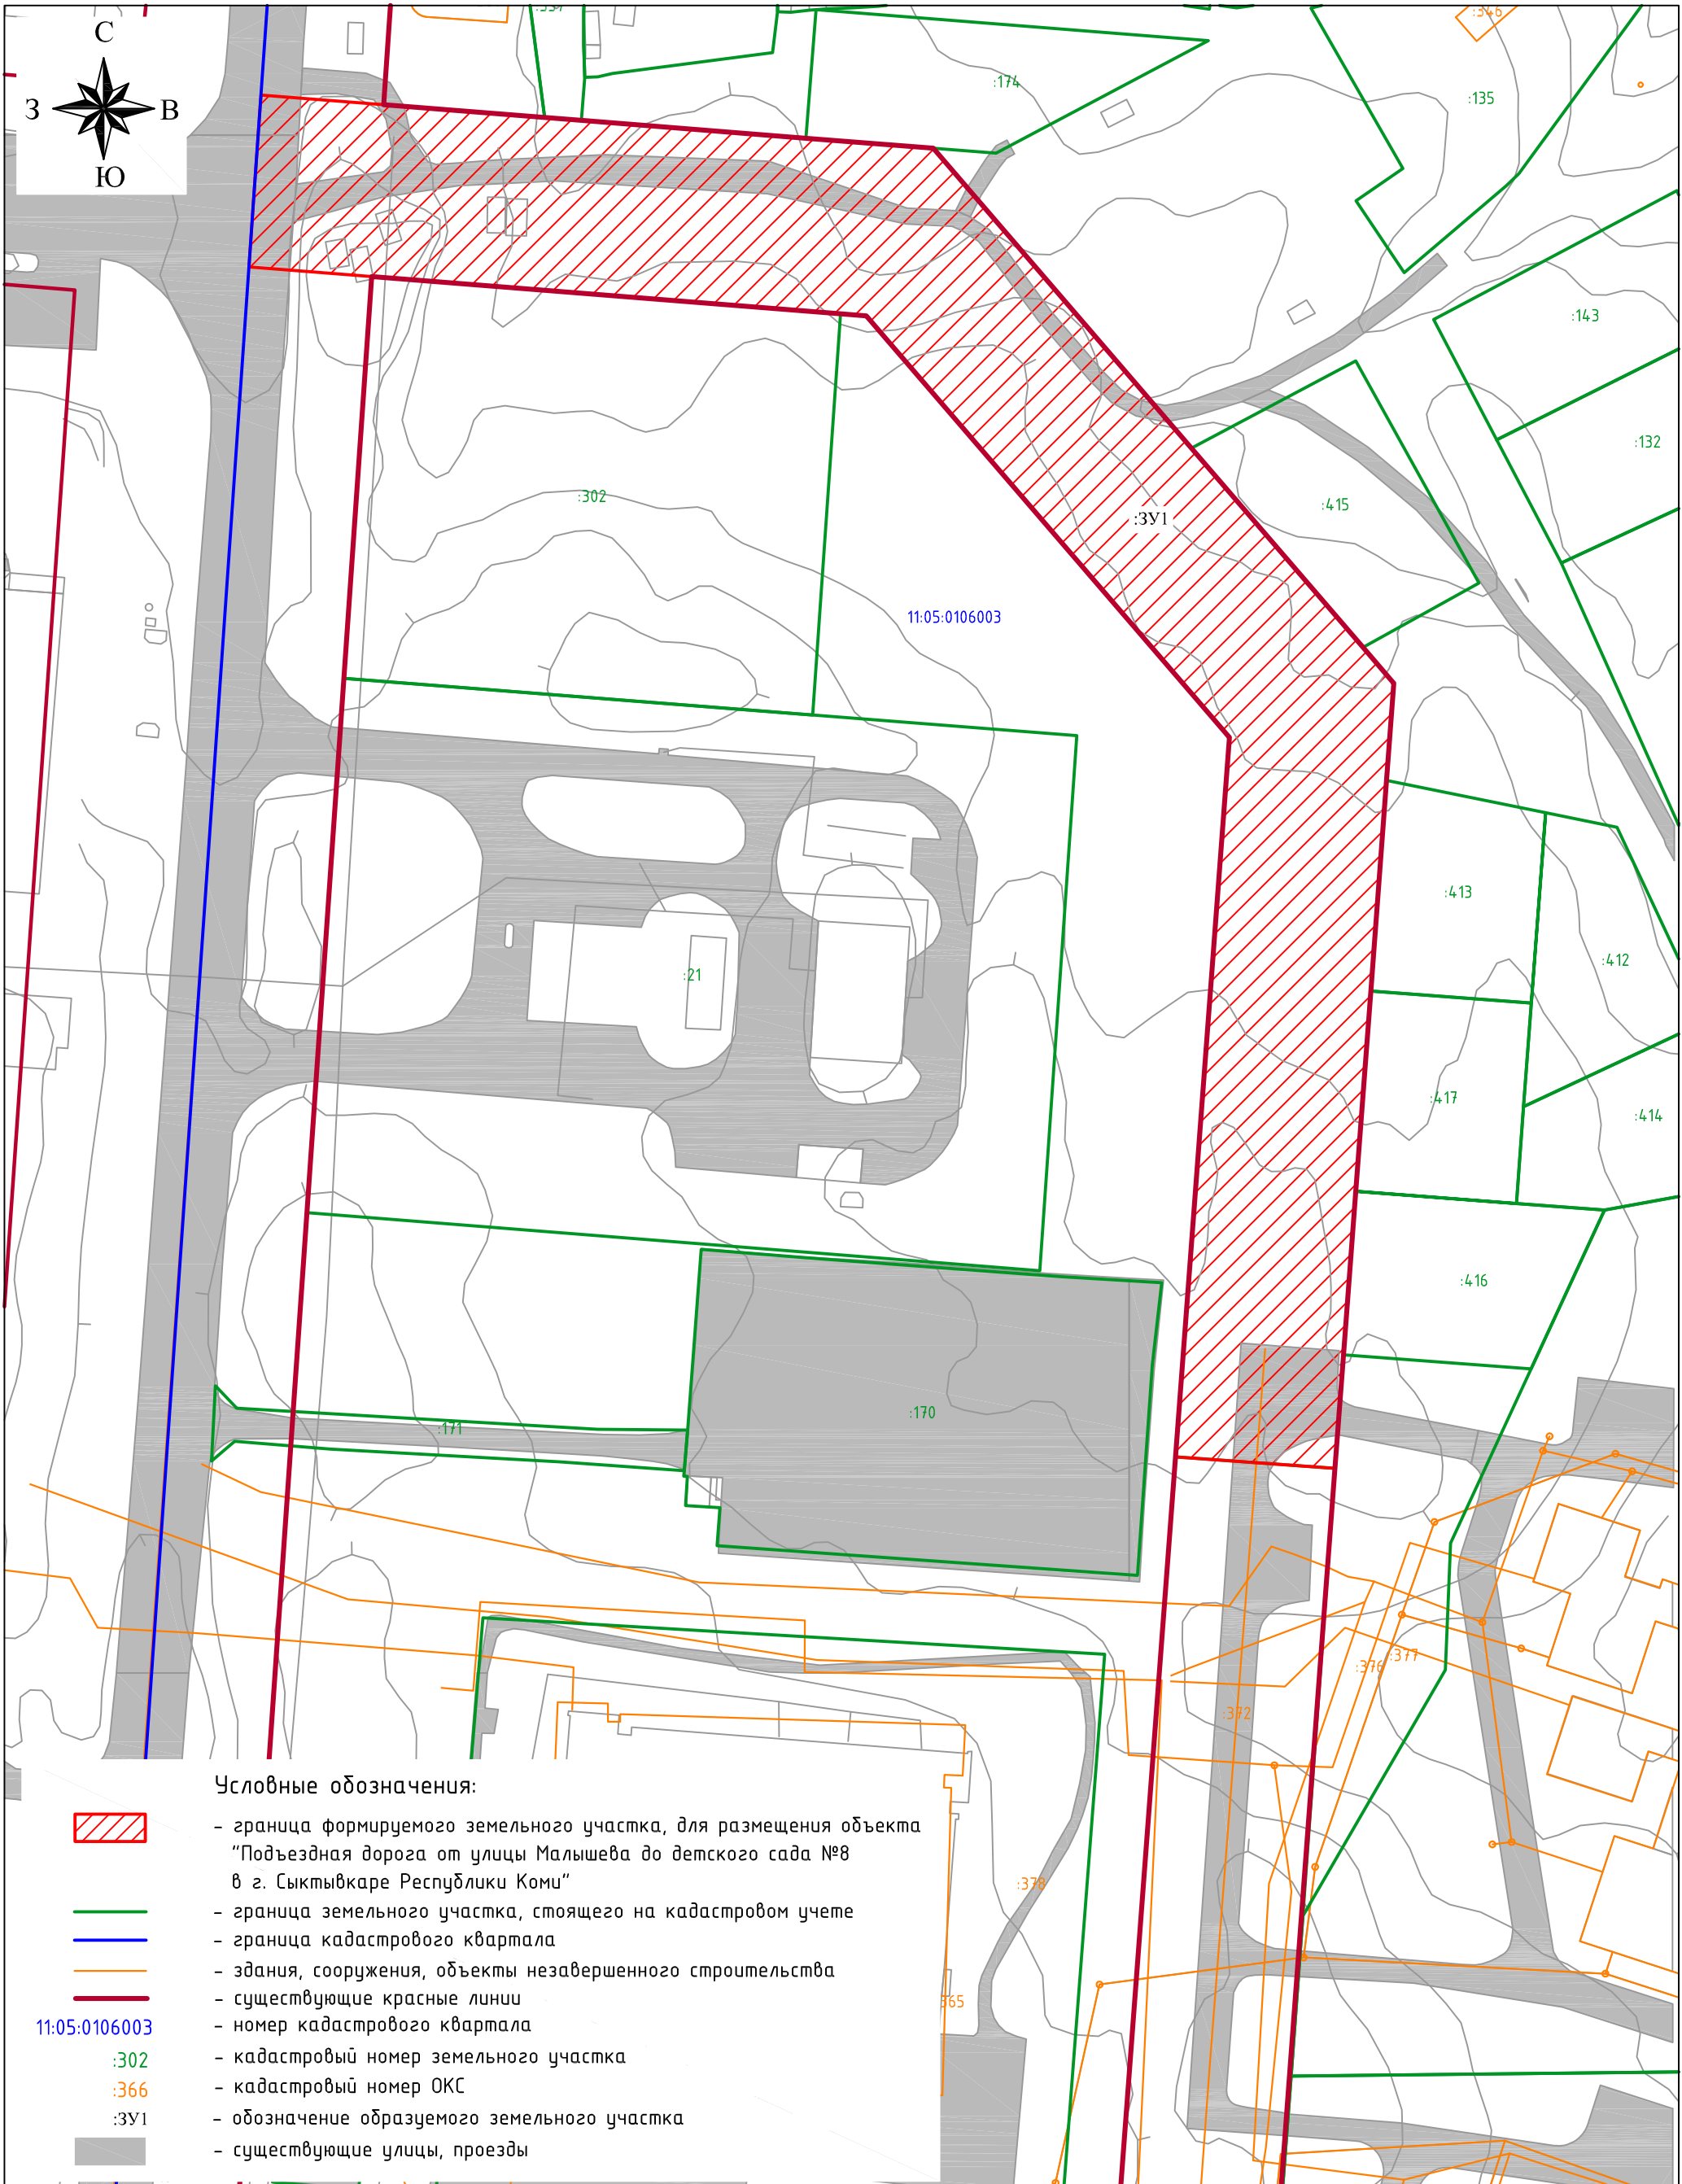 :337
:346
С
З В
Ю
:174
:135
:143
:132
:302
:415
:ЗУ1
11:05:0106003
:413
:412
:21
:417
:414
:416
:170
:171
:377
:376
:372
:378
Условные обозначения:
- граница формируемого земельного участка, для размещения объекта
"Подъездная дорога от улицы Малышева до детского сада №8
в г. Сыктывкаре Республики Коми"
- граница земельного участка, стоящего на кадастровом учете
- граница кадастрового квартала
- здания, сооружения, объекты незавершенного строительства
- существующие красные линии
365
11:05:0106003 - номер кадастрового квартала
:302 - кадастровый номер земельного участка
:366 - кадастровый номер ОКС
:ЗУ1 - обозначение образуемого земельного участка
- существующие улицы, проезды